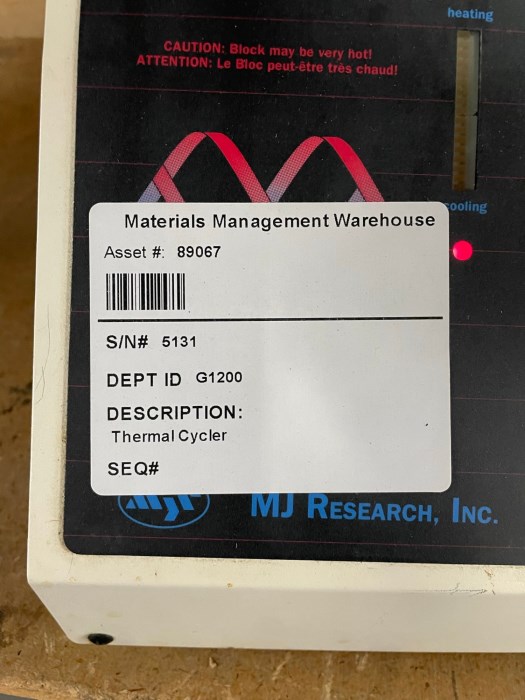 heating
CAUTION: Block may be very hot!
ATTENTION: Le Bloc peut-être très chaud!
cooling
Materials Management Warehouse
Asset #: 89067
S/N# 5131
DEPT ID G1200
DESCRIPTION:
Thermal Cycler
SEQ#
MJ RESEARCH, INC.